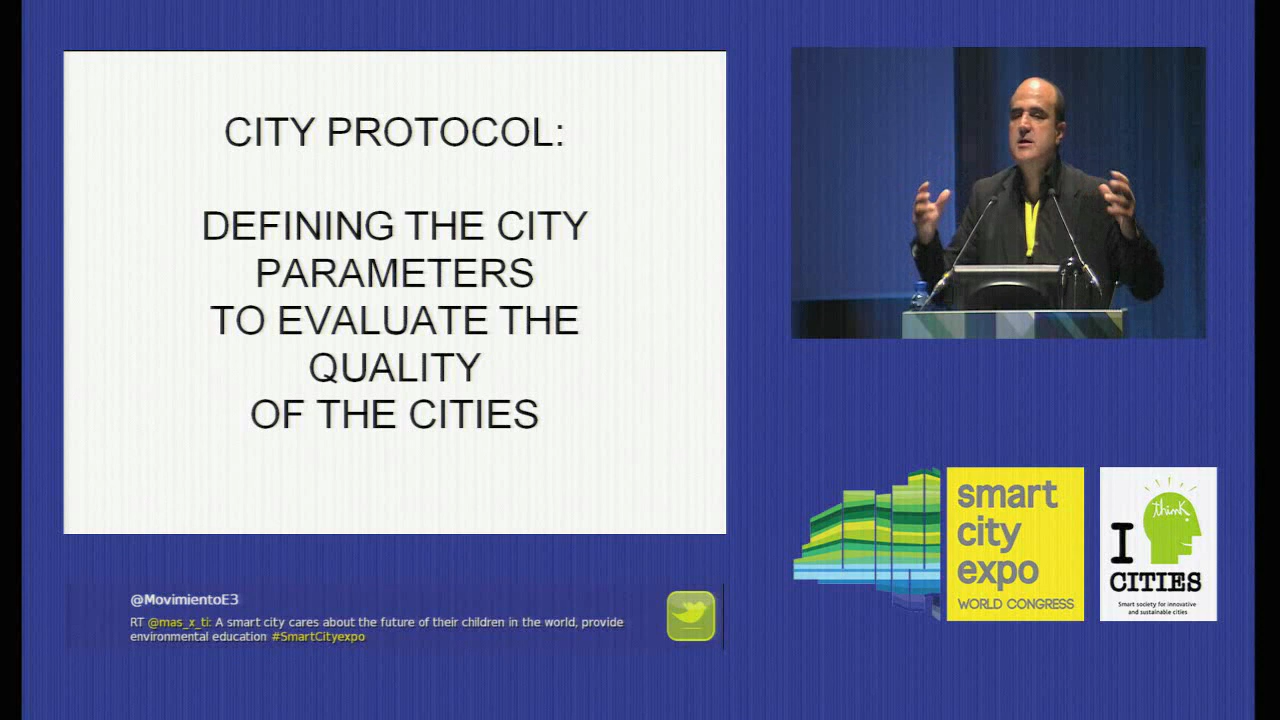 CITY PROTOCOL:
DEFINING THE CITY
PARAMETERS
TO EVALUATE THE
QUALITY
OF THE CITIES
@MovimientoE3
RT @mas_x_ti: A smart city cares about the future of their children in the world, provide
environmental education #SmartCityexpo
smart
city
expo
WORLD CONGRESS
think
I
CITIES
Smart society for innovative
and sustainable cities